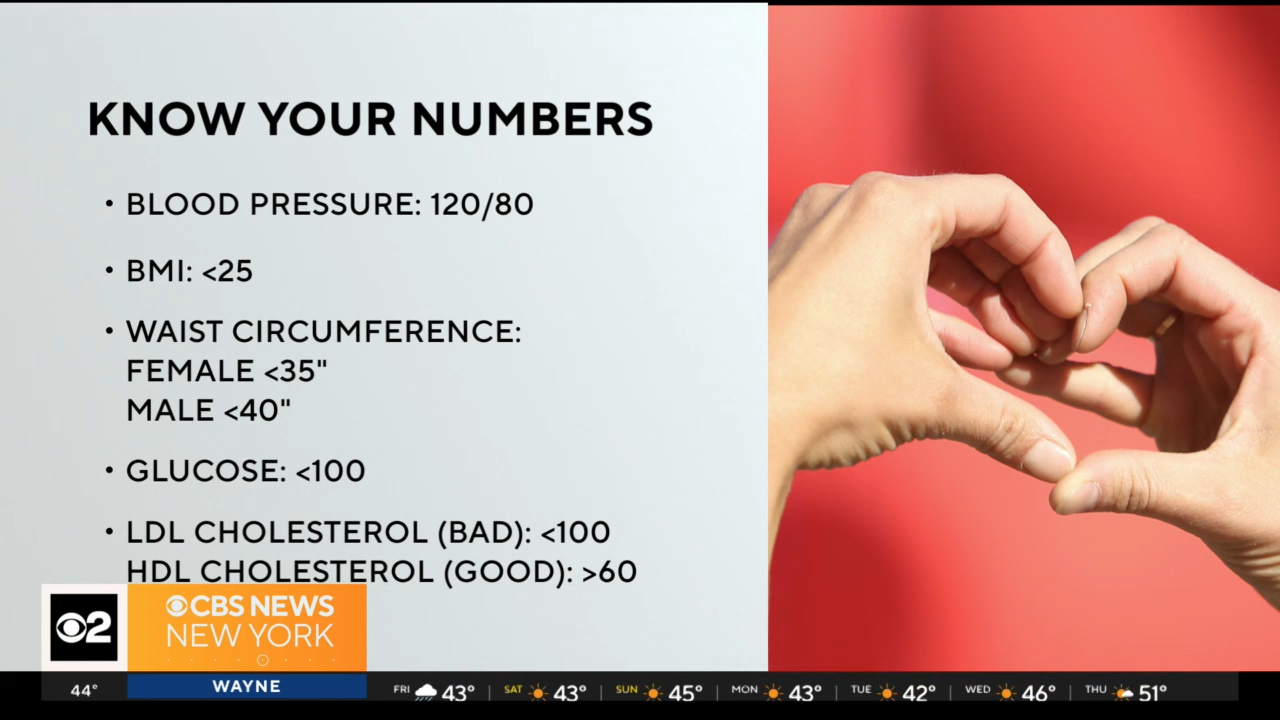 KNOW YOUR NUMBERS
• BLOOD PRESSURE: 120/80
• BMI: <25
• WAIST CIRCUMFERENCE:
FEMALE <35"
MALE <40"
• GLUCOSE: <100
• LDL CHOLESTEROL (BAD): <100
HDL CHOLESTEROL (GOOD): >60
2
CBS NEWS
NEW YORK
44° WAYNE FRI 43° SAT 43° SUN 45° MON 43° TUE 42° WED 46° THU 51°